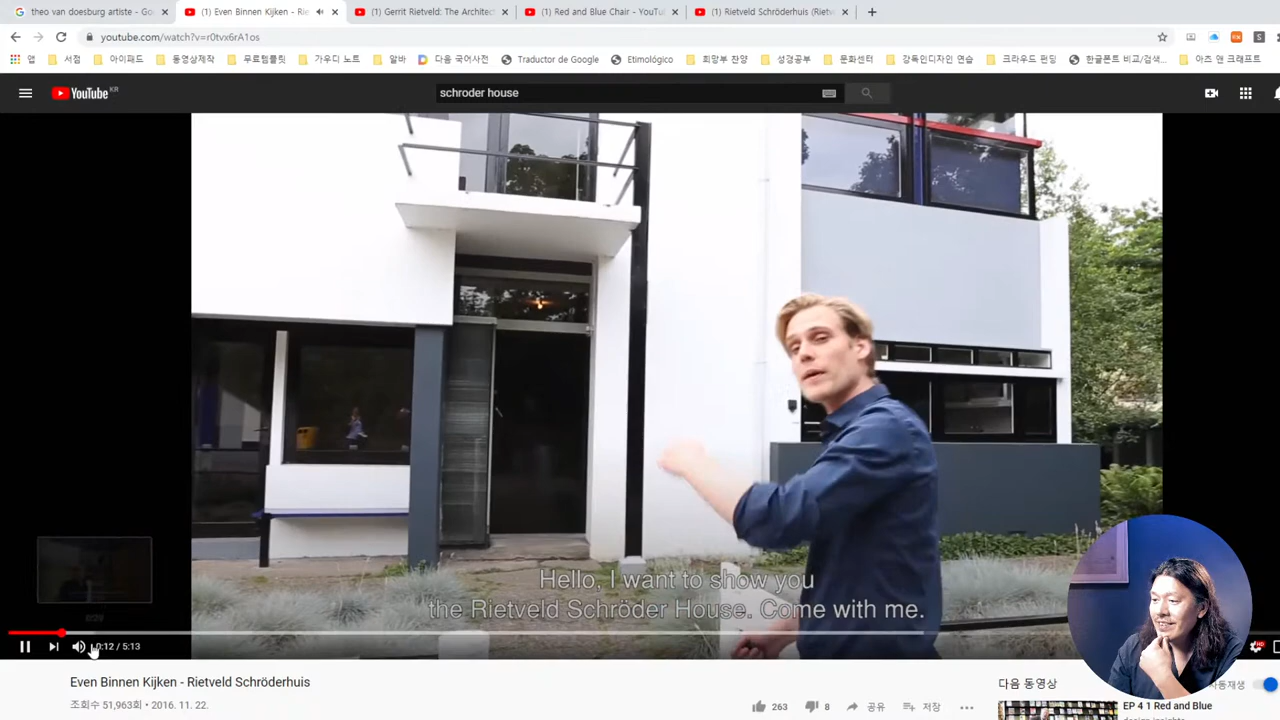 theo van doesburg artiste - Go
(1) Even Binnen Kijken - Rie
(1) Gerrit Rietveld: The Architec
(1) Red and Blue Chair - YouTu
(1) Rietveld Schröderhuis (Rietv
youtube.com/watch?v=r0tvx6rA1os
앱
서점
아이패드
동영상제작
무료템플릿
가우디 노트
알바
다음 국어사전
Traductor de Google
Etimológico
희망부 찬양
성경공부
문화센터
감독인디자인 연습
크라우드 펀딩
한글폰트 비교/검색...
아즈 앤 크래프트
YouTube KR
schroder house
Hello, I want to show you
the Rietveld Schröder House. Come with me.
0:12 / 5:13
HD
Even Binnen Kijken - Rietveld Schröderhuis
조회수 51,963회 • 2016. 11. 22.
263
8
공유
저장
다음 동영상
자동재생
EP 4 1 Red and Blue
design insights